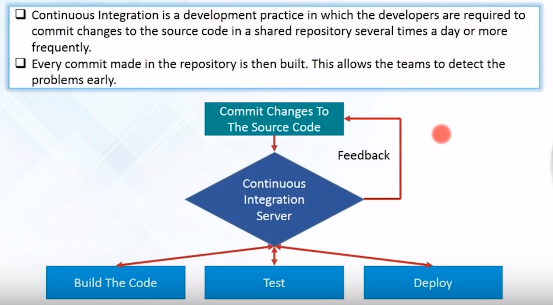 Continuous Integration is a development practice in which the developers are required to
commit changes to the source code in a shared repository several times a day or more
frequently.
Every commit made in the repository is then built. This allows the teams to detect the
problems early.
Commit Changes To
The Source Code
Feedback
Continuous
Integration
Server
Build The Code
Test
Deploy